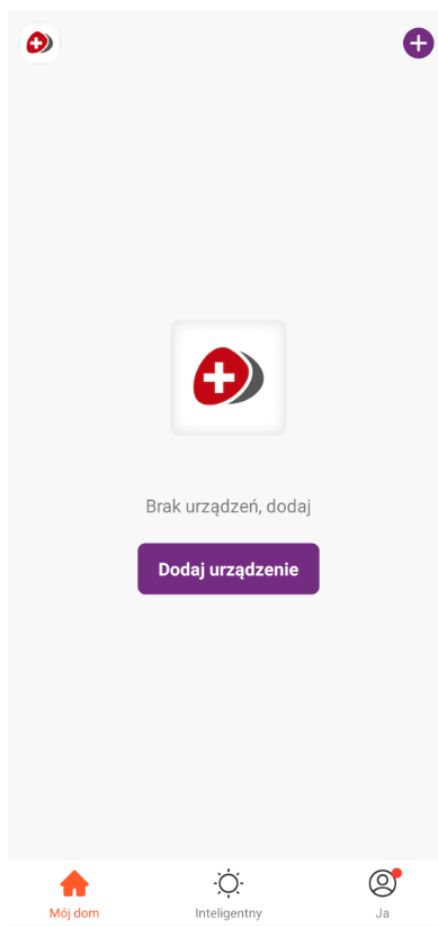 Brak urządzeń, dodaj
Dodaj urządzenie
Mój dom
Inteligentny
Ja